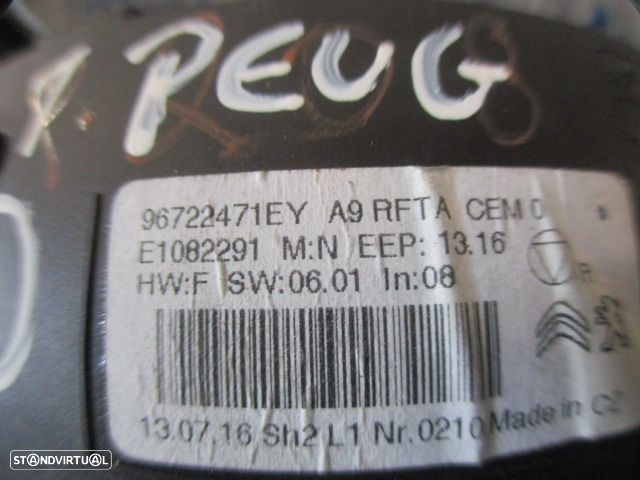 PEUG
96722471EY A9 RFTA CEM 0
E1082291 M:N EEP: 13.16
HW:F SW:06.01 In:08
R
13.07.16 Sh2 L1 Nr.0210 Made in CZ
STANDVIRTUAL